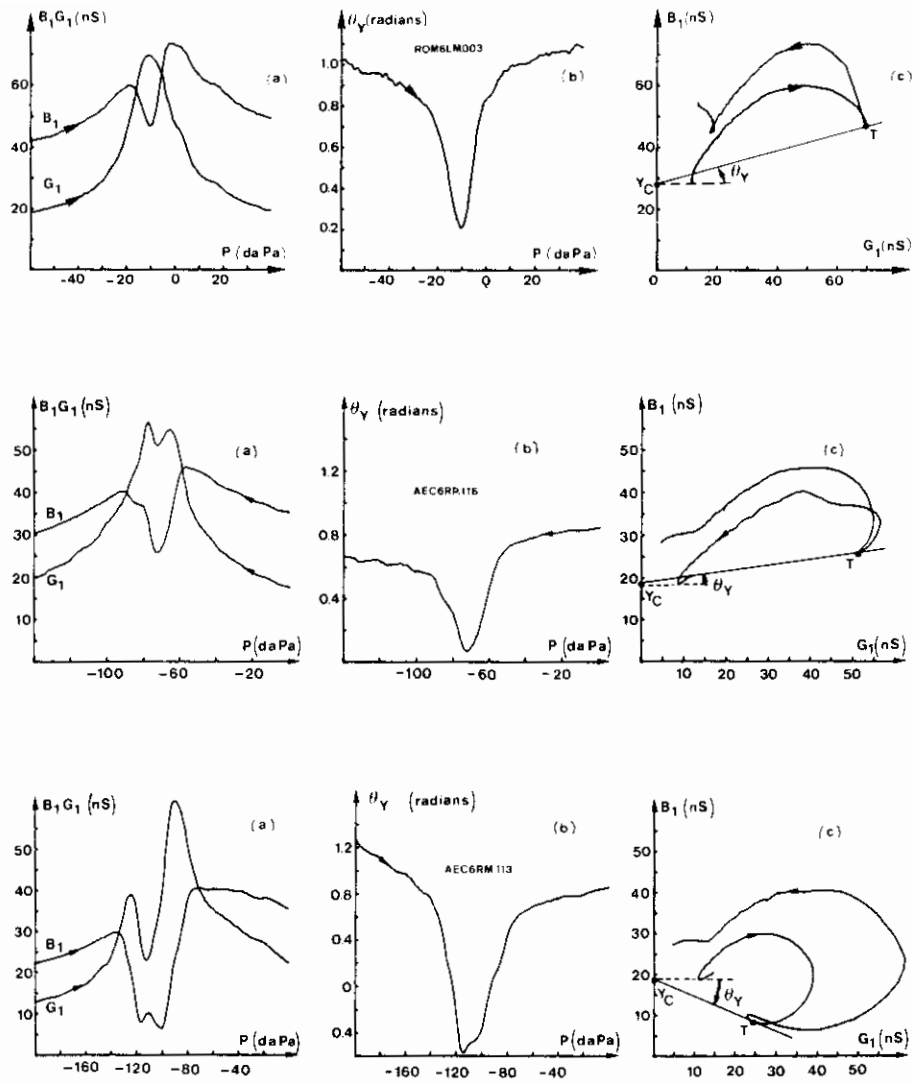 B1G1(nS)
(a)
60
40
20
B1
G1
-40
-20
0
P(daPa)
θY(radians)
ROM6LM003
(b)
1.0
0.8
0.6
0.4
0.2
P(daPa)
-40
-20
0
B1(nS)
(c)
60
40
20
T
YC
θY
G1(nS)
0
20
40
60
B1G1(nS)
(a)
50
40
30
20
10
B1
G1
P(daPa)
-100
-60
-20
θY (radians)
(b)
AEC6RP.116
1.2
0.8
0.4
P(daPa)
-100
-60
-20
B1 (nS)
(c)
50
40
30
20
10
T
YC
θY
G1(nS)
10
20
30
40
50
B1G1 (nS)
(a)
50
40
30
20
10
B1
G1
P(daPa)
-160
-120
-80
-40
θY (radians)
(b)
AEC6RM113
1.2
0.8
0.4
0
0.4
P(daPa)
-160
-120
-80
-40
B1(nS)
(c)
50
40
30
20
10
YC
θY
T
G1(nS)
10
20
30
40
50